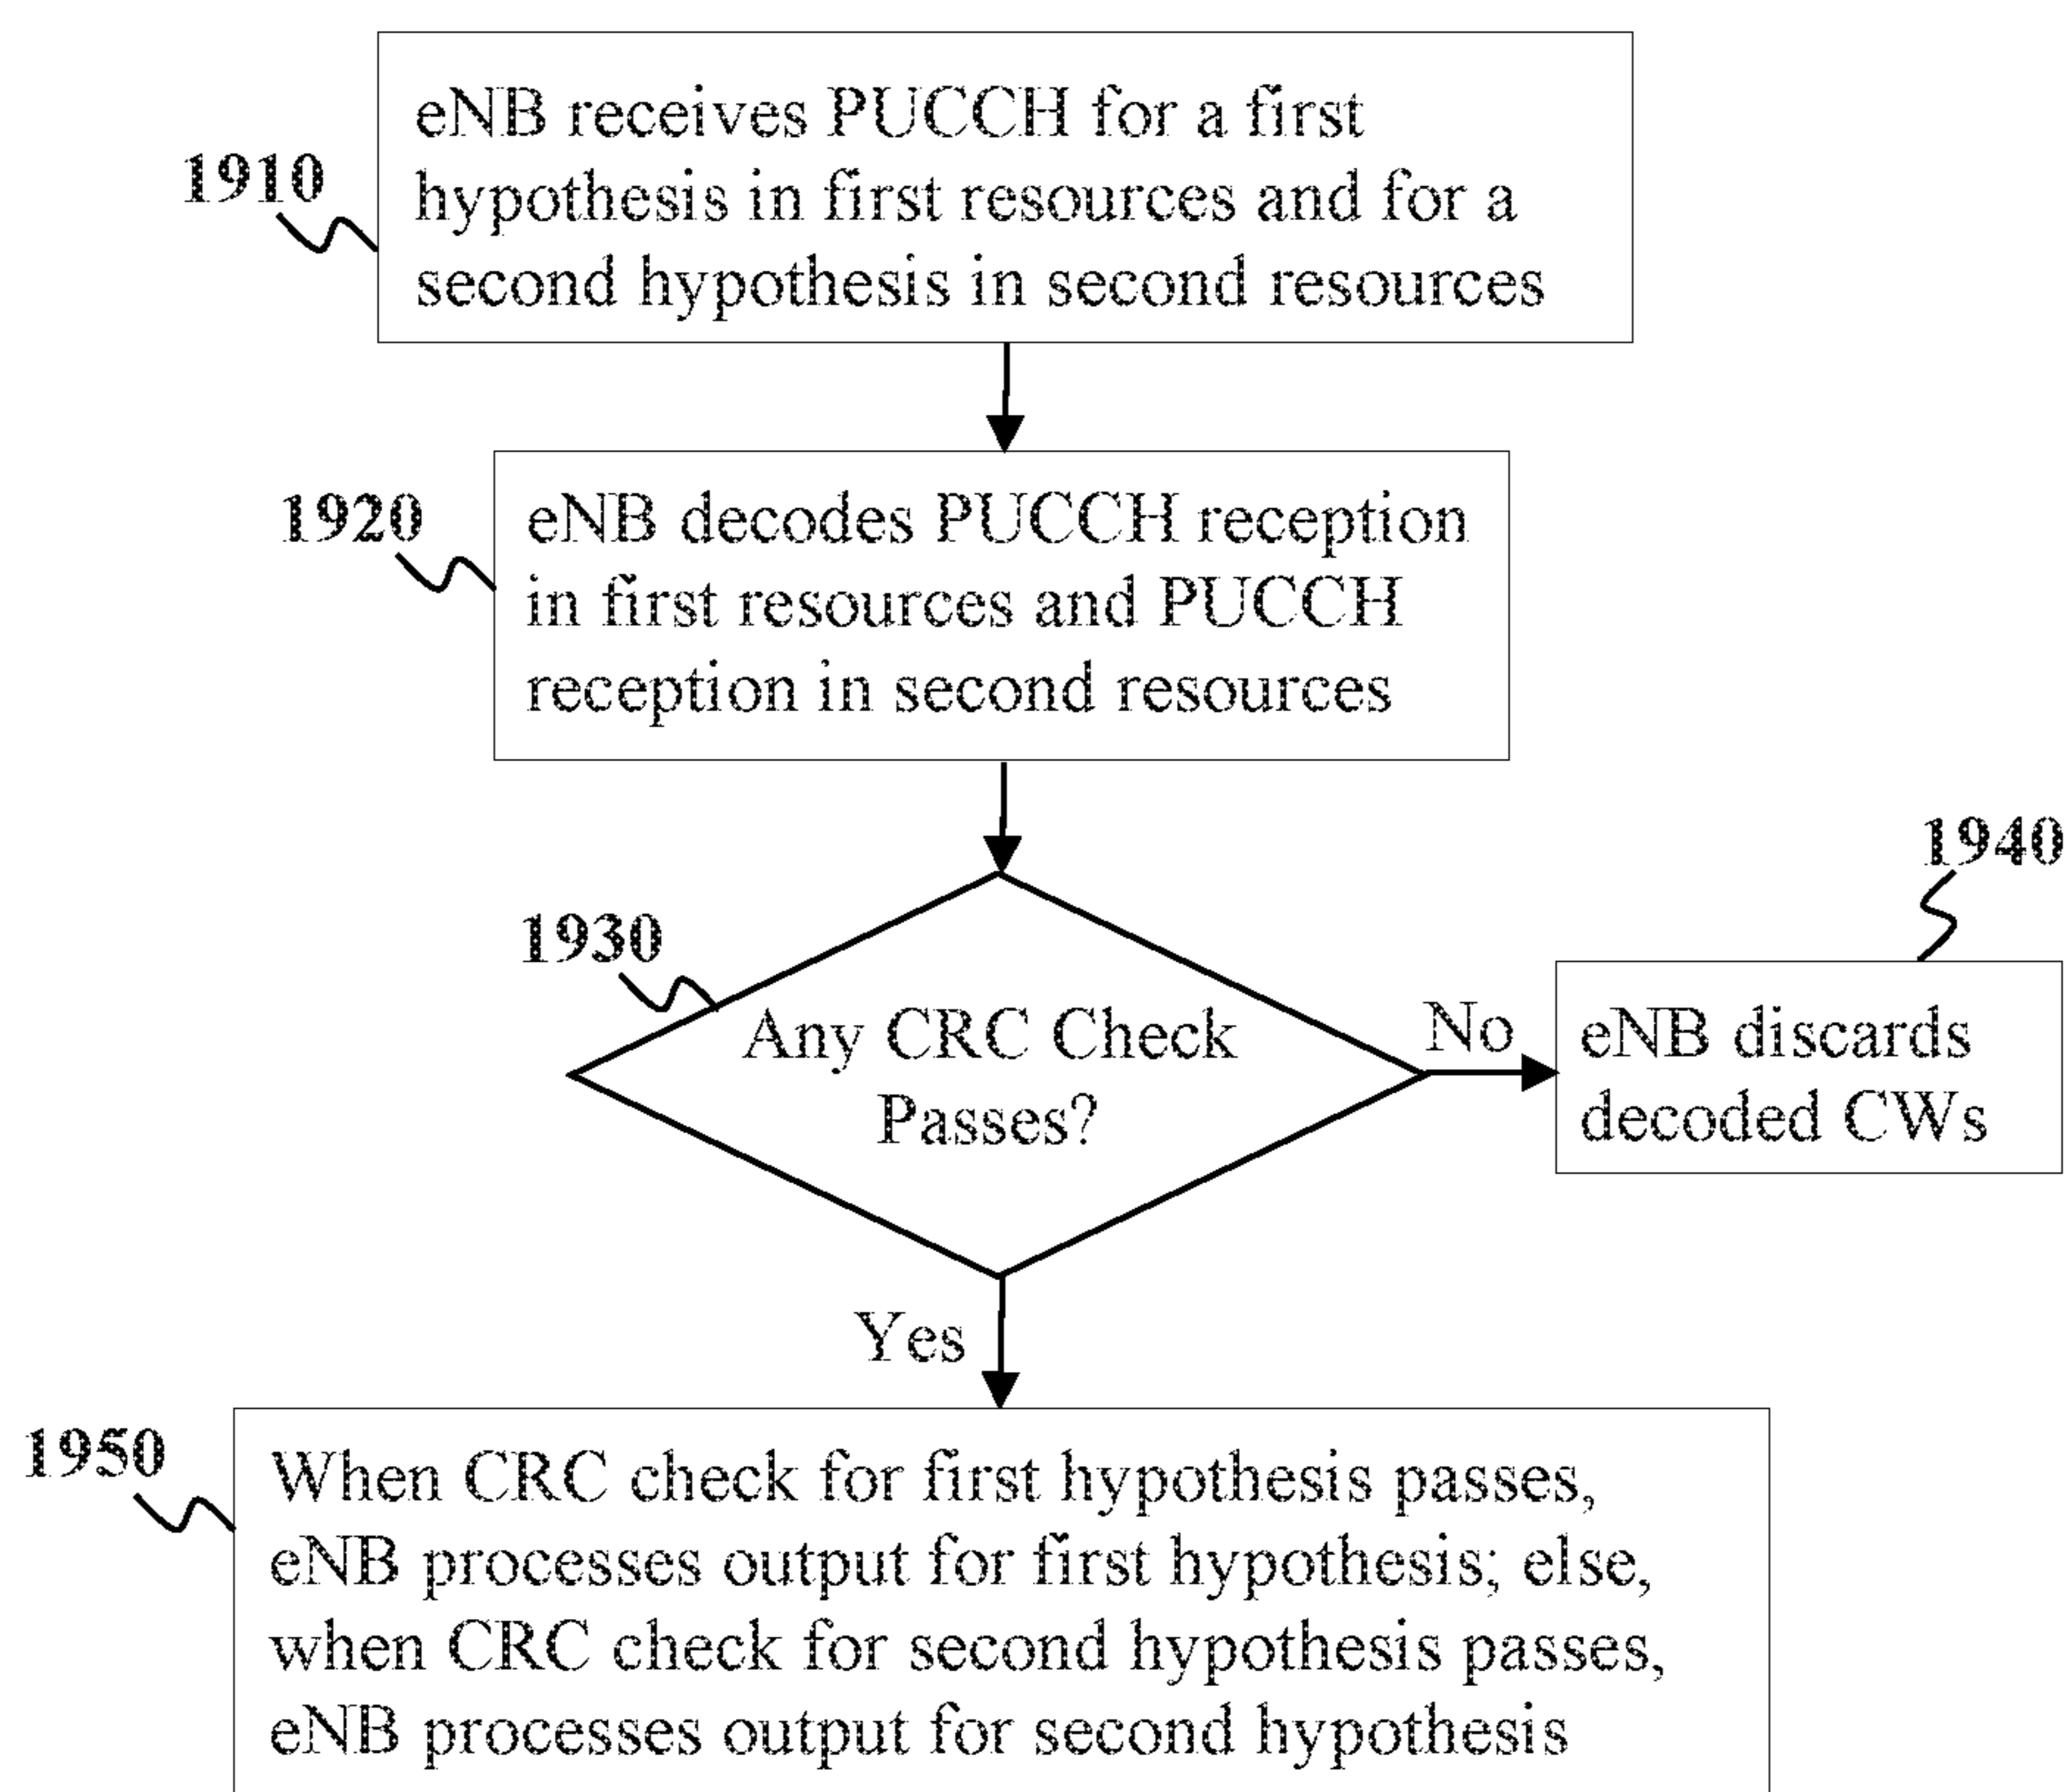 1910
eNB receives PUCCH for a first
hypothesis in first resources and for a
second hypothesis in second resources
1920
eNB decodes PUCCH reception
in first resources and PUCCH
reception in second resources
1930
Any CRC Check
Passes?
No
1940
eNB discards
decoded CWs
Yes
1950
When CRC check for first hypothesis passes,
eNB processes output for first hypothesis; else,
when CRC check for second hypothesis passes,
eNB processes output for second hypothesis